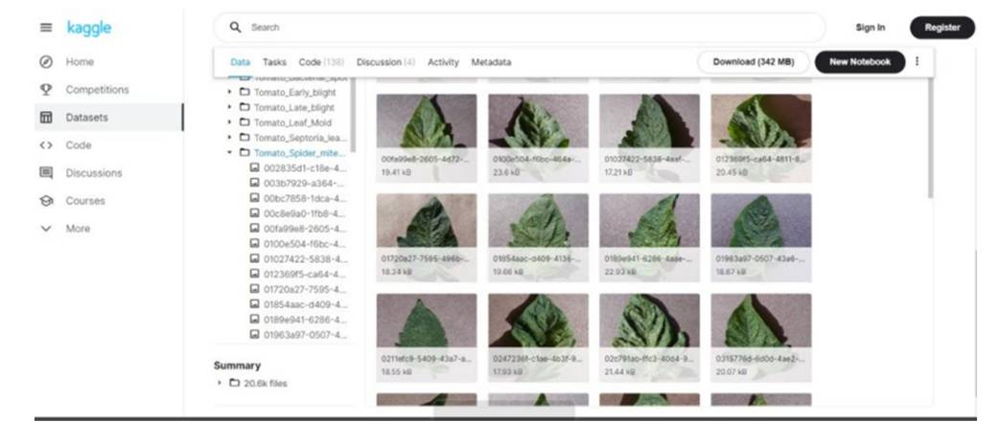 kaggle
Search
Sign In
Register
Home
Competitions
Datasets
Code
Discussions
Courses
More
Data Tasks Code (138) Discussion (4) Activity Metadata
Download (342 MB)
New Notebook
Tomato_Bacterial_spot
Tomato_Early_blight
Tomato_Late_blight
Tomato_Leaf_Mold
Tomato_Septoria_lea...
Tomato_Spider_mite...
002835d1-c18e-4...
003b7929-a364-...
00bc7858-1dca-4...
00c8e9a0-1fb8-4...
00fa99e8-2605-4...
0100e504-f6bc-4...
01027422-5838-4...
012369f5-ca64-4...
01720a27-7595-4...
01854aac-d409-4...
0189e941-6286-4...
01963a97-0507-4...
Summary
20.6k files
00fa99e8-2605-4d72-...
19.41 kB
0100e504-f6bc-464a-...
23.6 kB
01027422-5838-4aaf-...
17.21 kB
012369f5-ca64-4811-8...
20.45 kB
01720a27-7595-496b-...
18.34 kB
01854aac-d409-4136-...
19.66 kB
0189e941-6286-4aae-...
22.93 kB
01963a97-0507-43a6-...
18.87 kB
0211efc9-5409-43a7-a...
18.55 kB
0247236f-c1ae-4b3f-9...
17.93 kB
02c791ab-ffc3-40d4-9...
21.44 kB
0315776d-6d0d-4ae2-...
20.07 kB